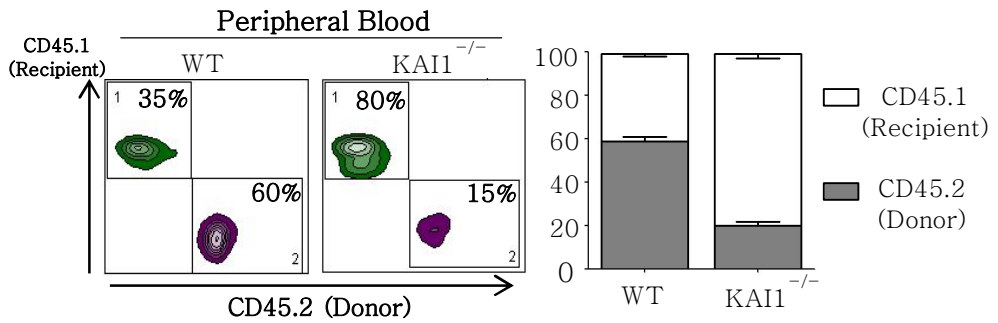 Peripheral Blood
CD45.1
(Recipient)
WT
KAI1 -/-
1 35%
60%
2
1 80%
15%
2
CD45.2 (Donor)
100
80
60
40
20
0
WT
KAI1 -/-
CD45.1
(Recipient)
CD45.2
(Donor)